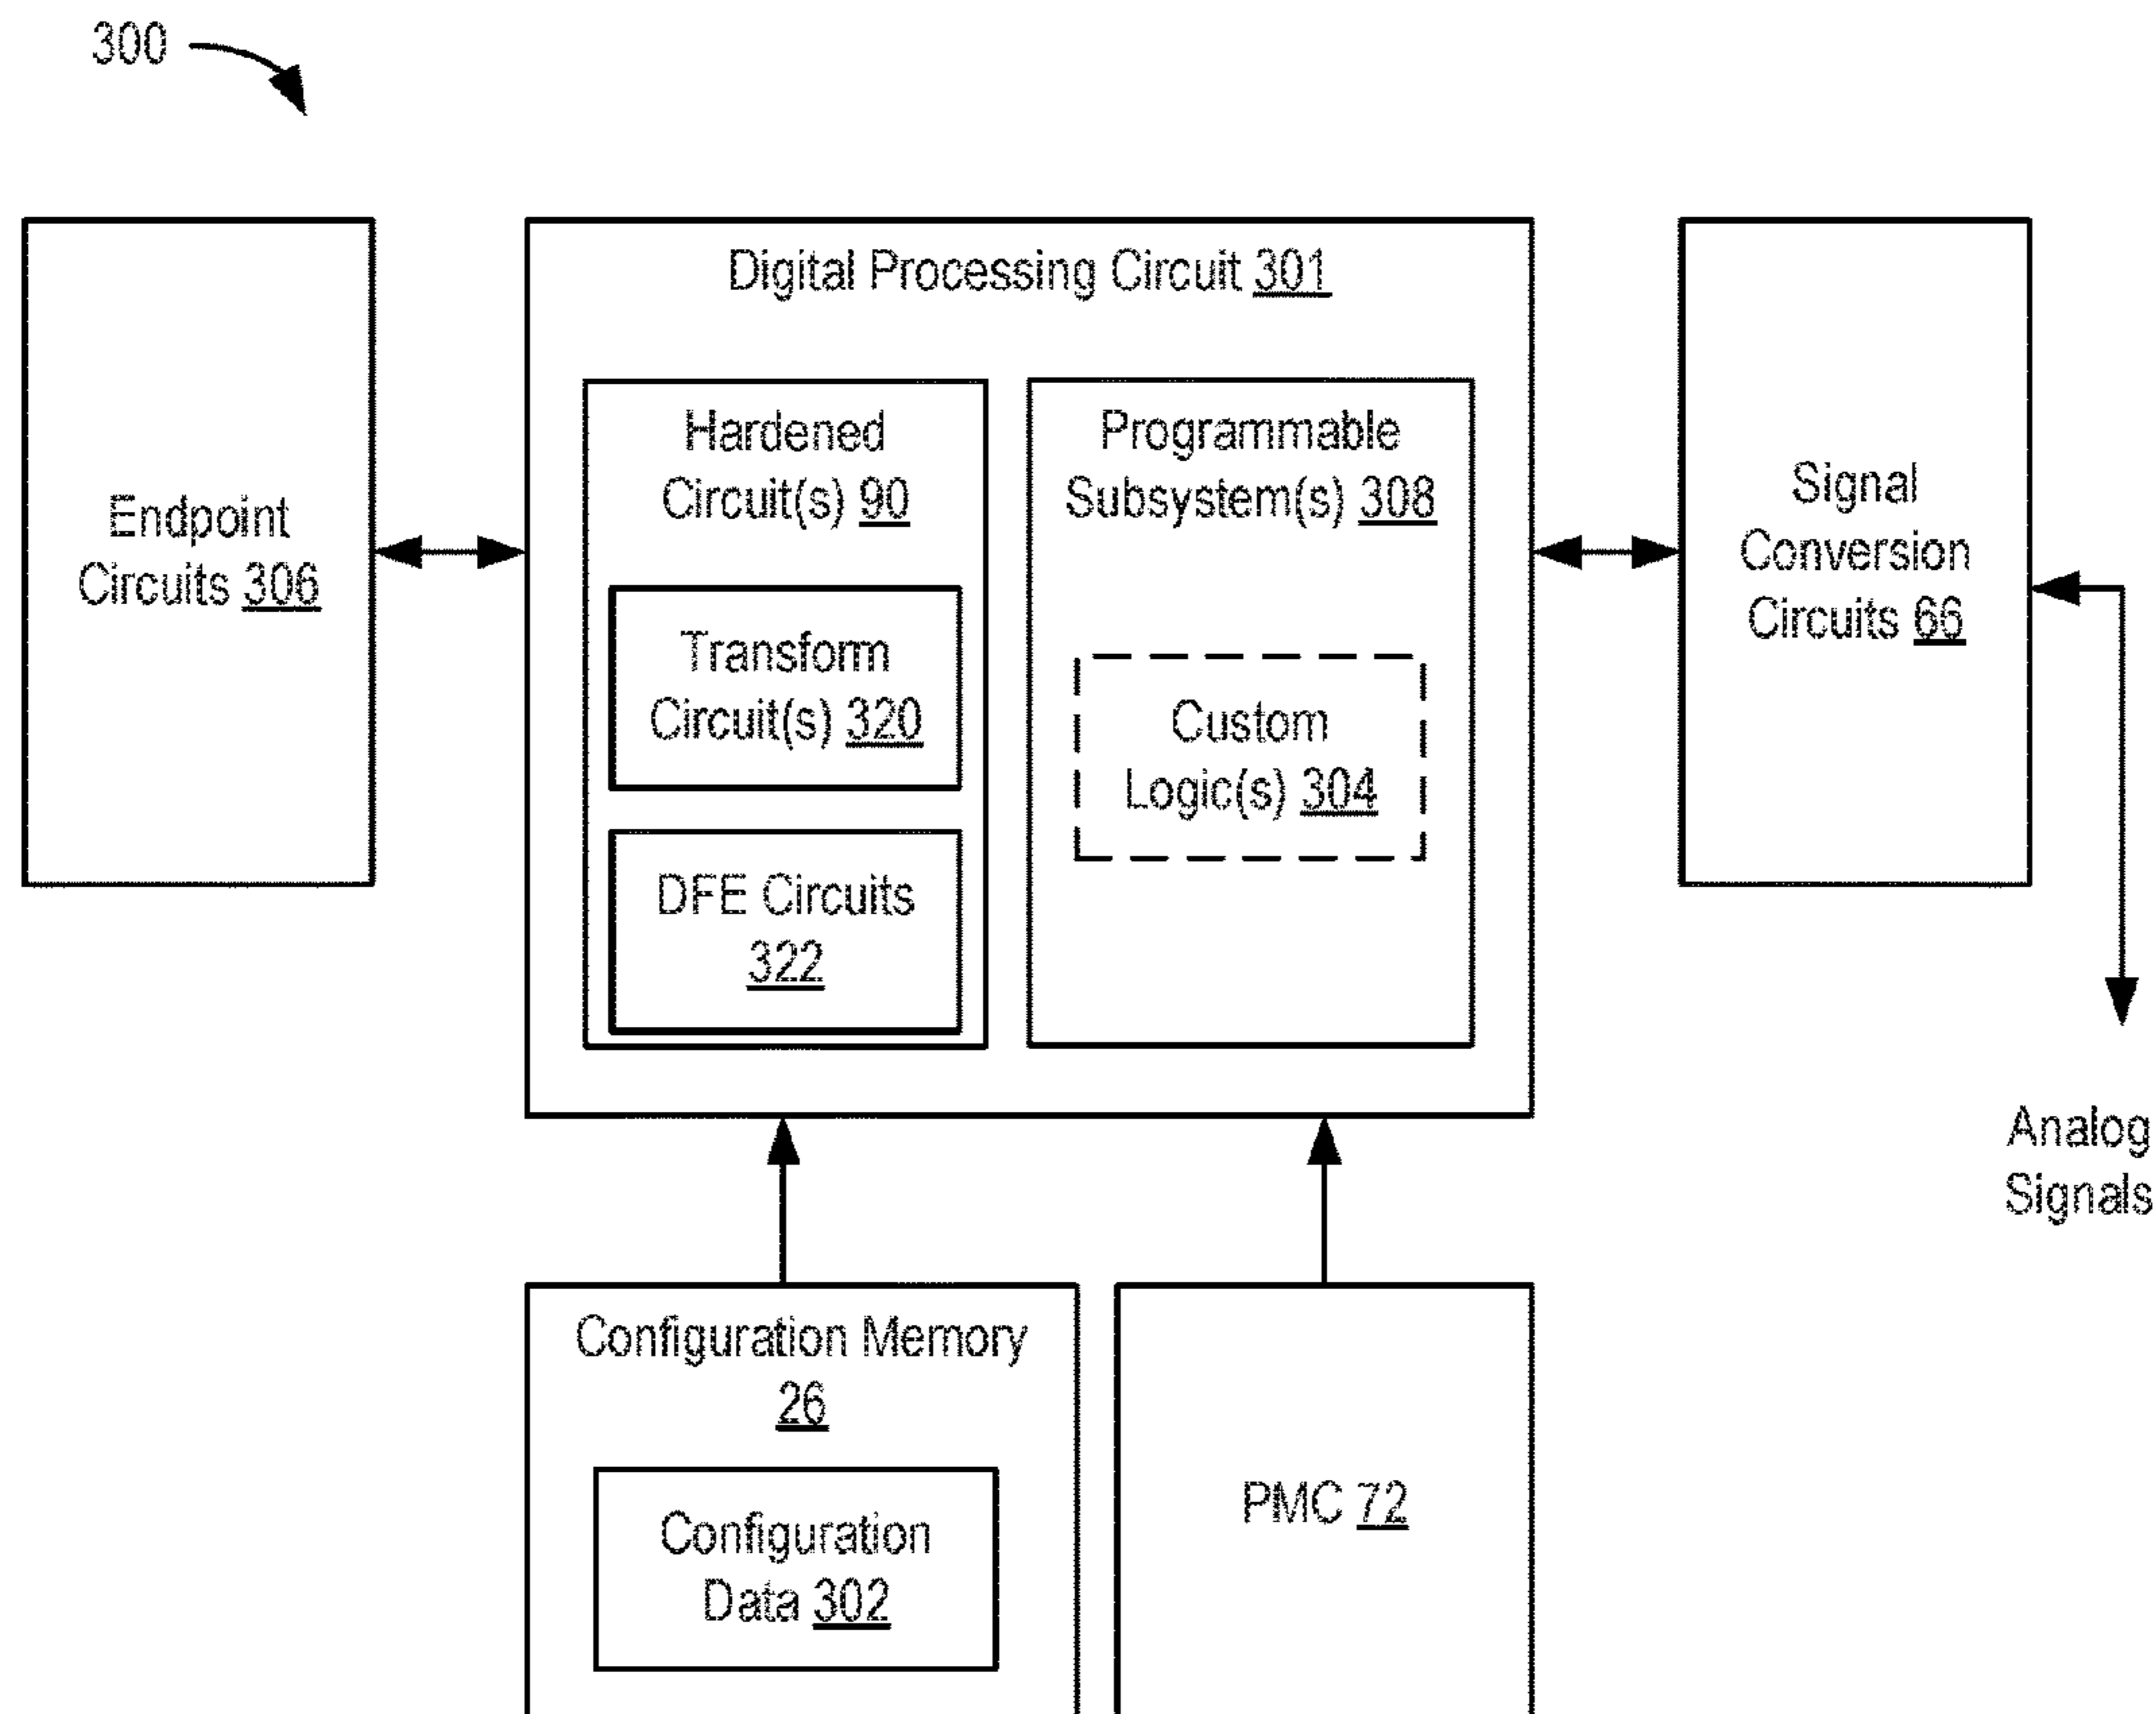 300
Digital Processing Circuit 301
Endpoint
Circuits 306
Hardened
Circuit(s) 90
Transform
Circuit(s) 320
DFE Circuits
322
Programmable
Subsystem(s) 308
Custom
Logic(s) 304
Signal
Conversion
Circuits 66
Analog
Signals
Configuration Memory
26
Configuration
Data 302
PMC 72